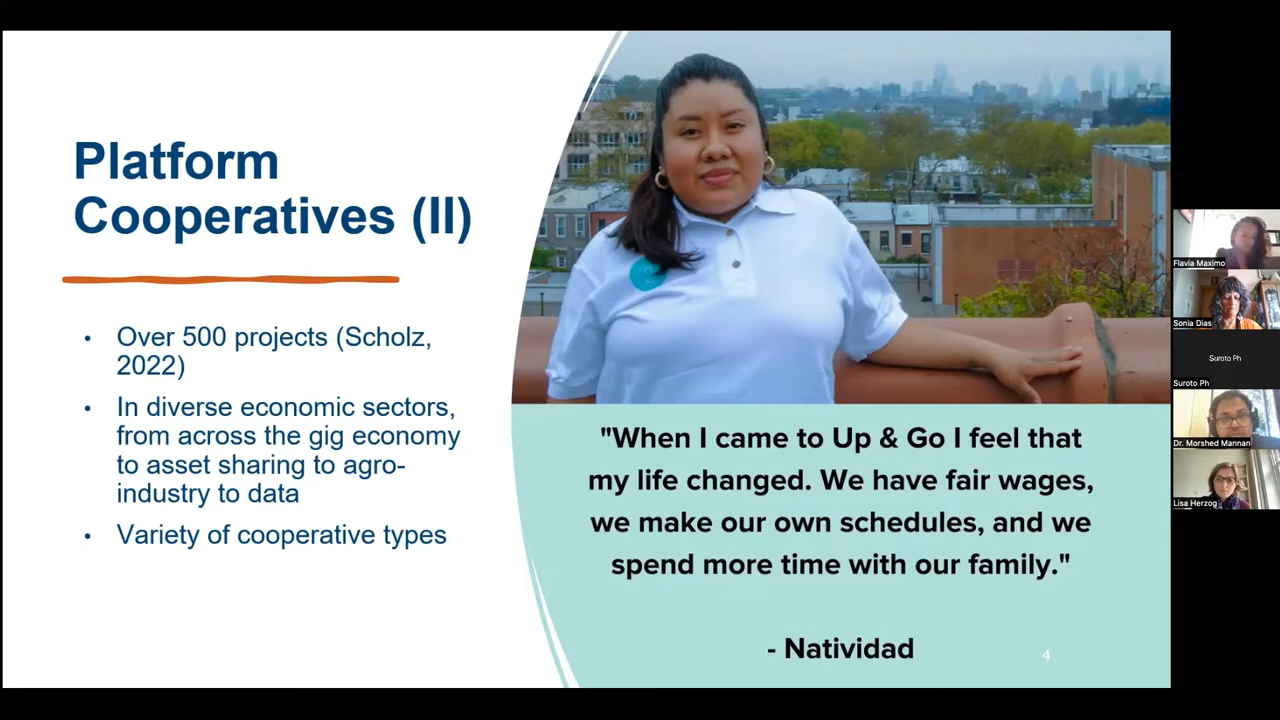 Platform
Cooperatives (II)
• Over 500 projects (Scholz,
2022)
• In diverse economic sectors,
from across the gig economy
to asset sharing to agro-
industry to data
• Variety of cooperative types
"When I came to Up & Go I feel that
my life changed. We have fair wages,
we make our own schedules, and we
spend more time with our family."
- Natividad
4
Flavia Maximo
Sonia Dias
Suroto Ph
Suroto Ph
Dr. Morshed Mannan
Lisa Herzog